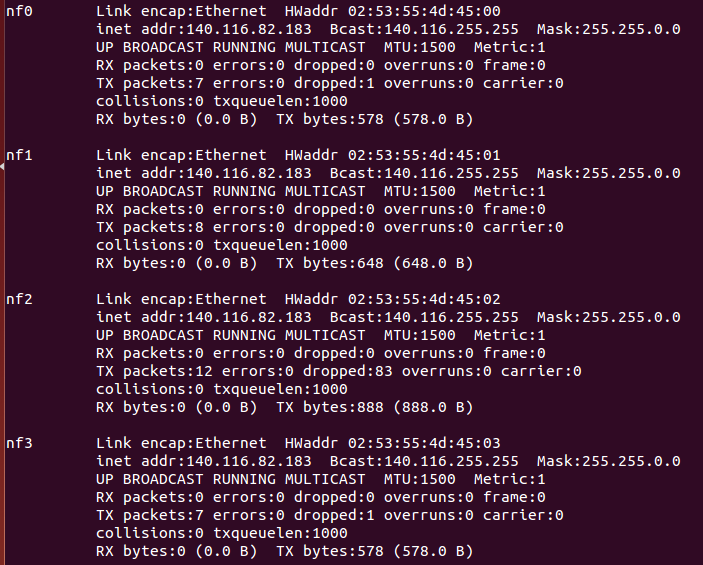 nf0       Link encap:Ethernet  HWaddr 02:53:55:4d:45:00
          inet addr:140.116.82.183  Bcast:140.116.255.255  Mask:255.255.0.0
          UP BROADCAST RUNNING MULTICAST  MTU:1500  Metric:1
          RX packets:0 errors:0 dropped:0 overruns:0 frame:0
          TX packets:7 errors:0 dropped:1 overruns:0 carrier:0
          collisions:0 txqueuelen:1000
          RX bytes:0 (0.0 B)  TX bytes:578 (578.0 B)

nf1       Link encap:Ethernet  HWaddr 02:53:55:4d:45:01
          inet addr:140.116.82.183  Bcast:140.116.255.255  Mask:255.255.0.0
          UP BROADCAST RUNNING MULTICAST  MTU:1500  Metric:1
          RX packets:0 errors:0 dropped:0 overruns:0 frame:0
          TX packets:8 errors:0 dropped:0 overruns:0 carrier:0
          collisions:0 txqueuelen:1000
          RX bytes:0 (0.0 B)  TX bytes:648 (648.0 B)

nf2       Link encap:Ethernet  HWaddr 02:53:55:4d:45:02
          inet addr:140.116.82.183  Bcast:140.116.255.255  Mask:255.255.0.0
          UP BROADCAST RUNNING MULTICAST  MTU:1500  Metric:1
          RX packets:0 errors:0 dropped:0 overruns:0 frame:0
          TX packets:12 errors:0 dropped:83 overruns:0 carrier:0
          collisions:0 txqueuelen:1000
          RX bytes:0 (0.0 B)  TX bytes:888 (888.0 B)

nf3       Link encap:Ethernet  HWaddr 02:53:55:4d:45:03
          inet addr:140.116.82.183  Bcast:140.116.255.255  Mask:255.255.0.0
          UP BROADCAST RUNNING MULTICAST  MTU:1500  Metric:1
          RX packets:0 errors:0 dropped:0 overruns:0 frame:0
          TX packets:7 errors:0 dropped:1 overruns:0 carrier:0
          collisions:0 txqueuelen:1000
          RX bytes:0 (0.0 B)  TX bytes:578 (578.0 B)